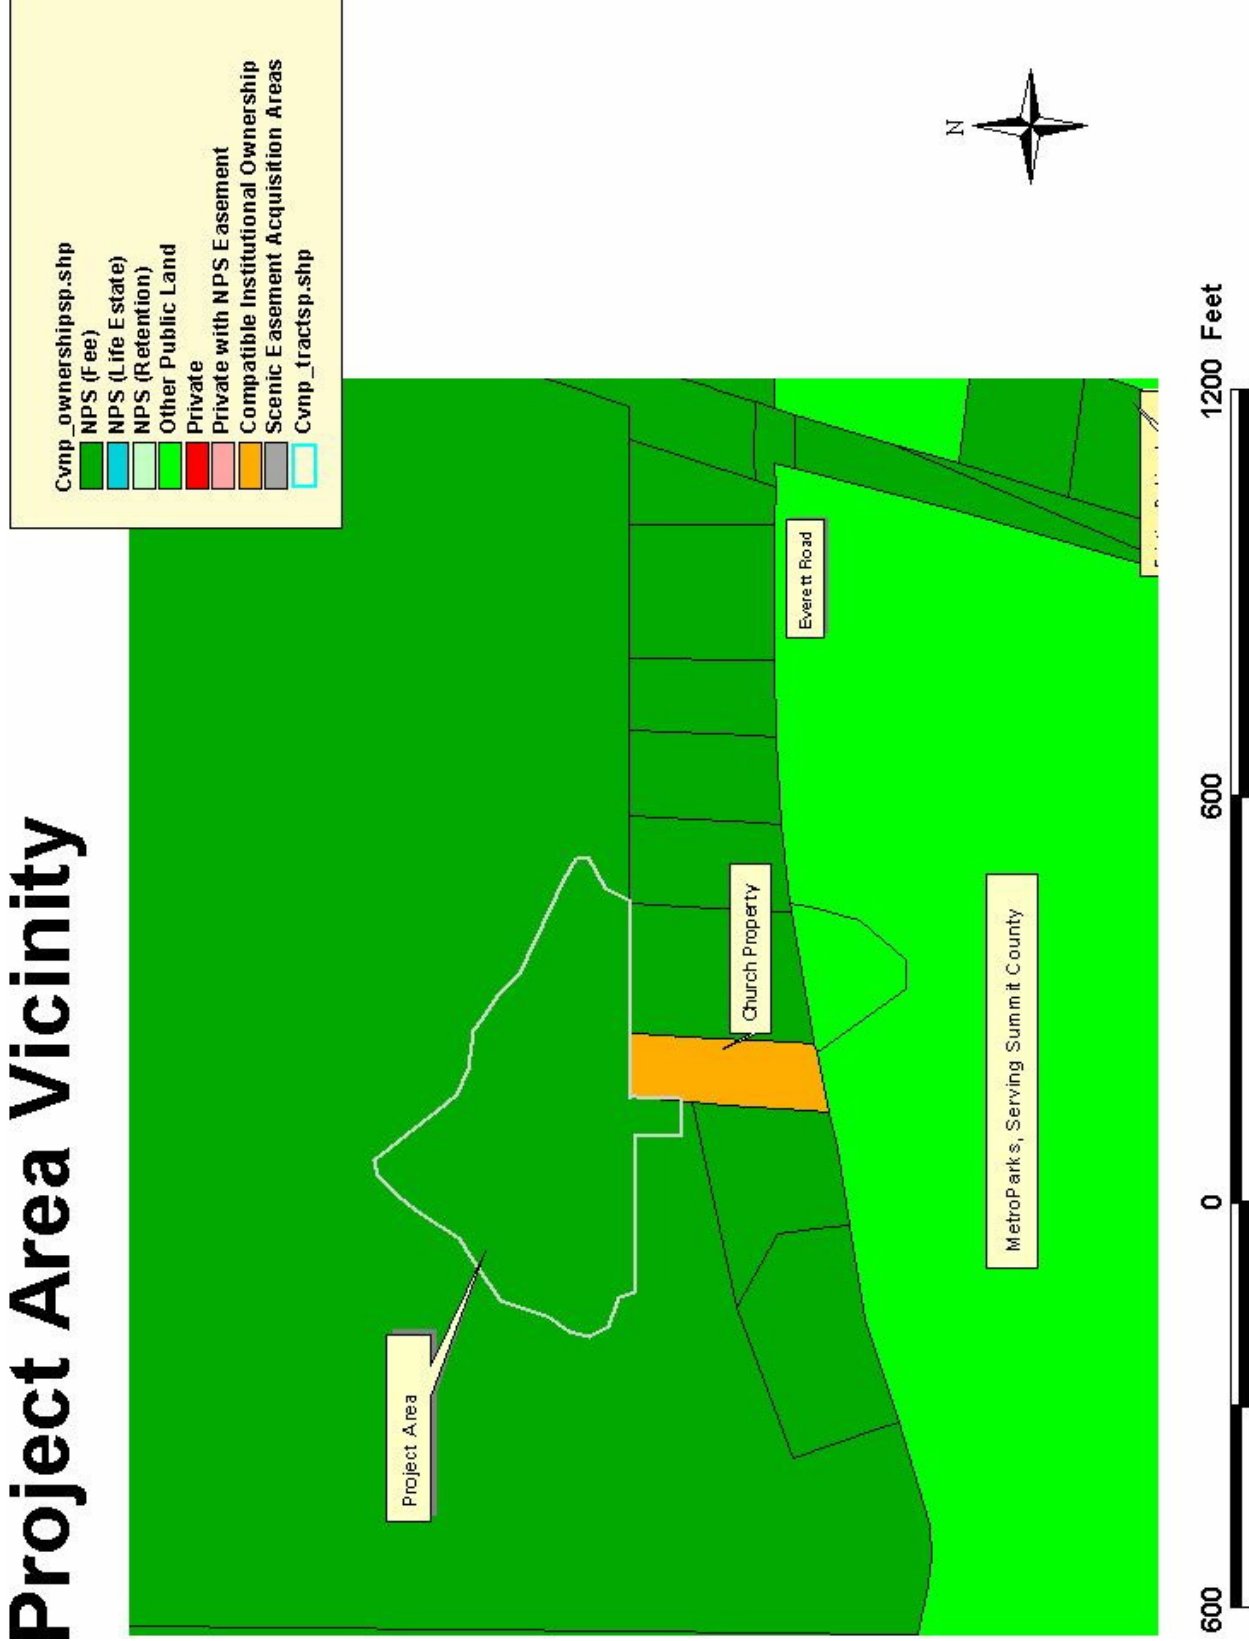 Project Area Vicinity
Cvnp_ownershipsp.shp
NPS (Fee)
NPS (Life Estate)
NPS (Retention)
Other Public Land
Private
Private with NPS Easement
Compatible Institutional Ownership
Scenic Easement Acquisition Areas
Cvnp_tractsp.shp
Project Area
Church Property
Everett Road
MetroParks, Serving Summit County
N
600 0 600 1200 Feet